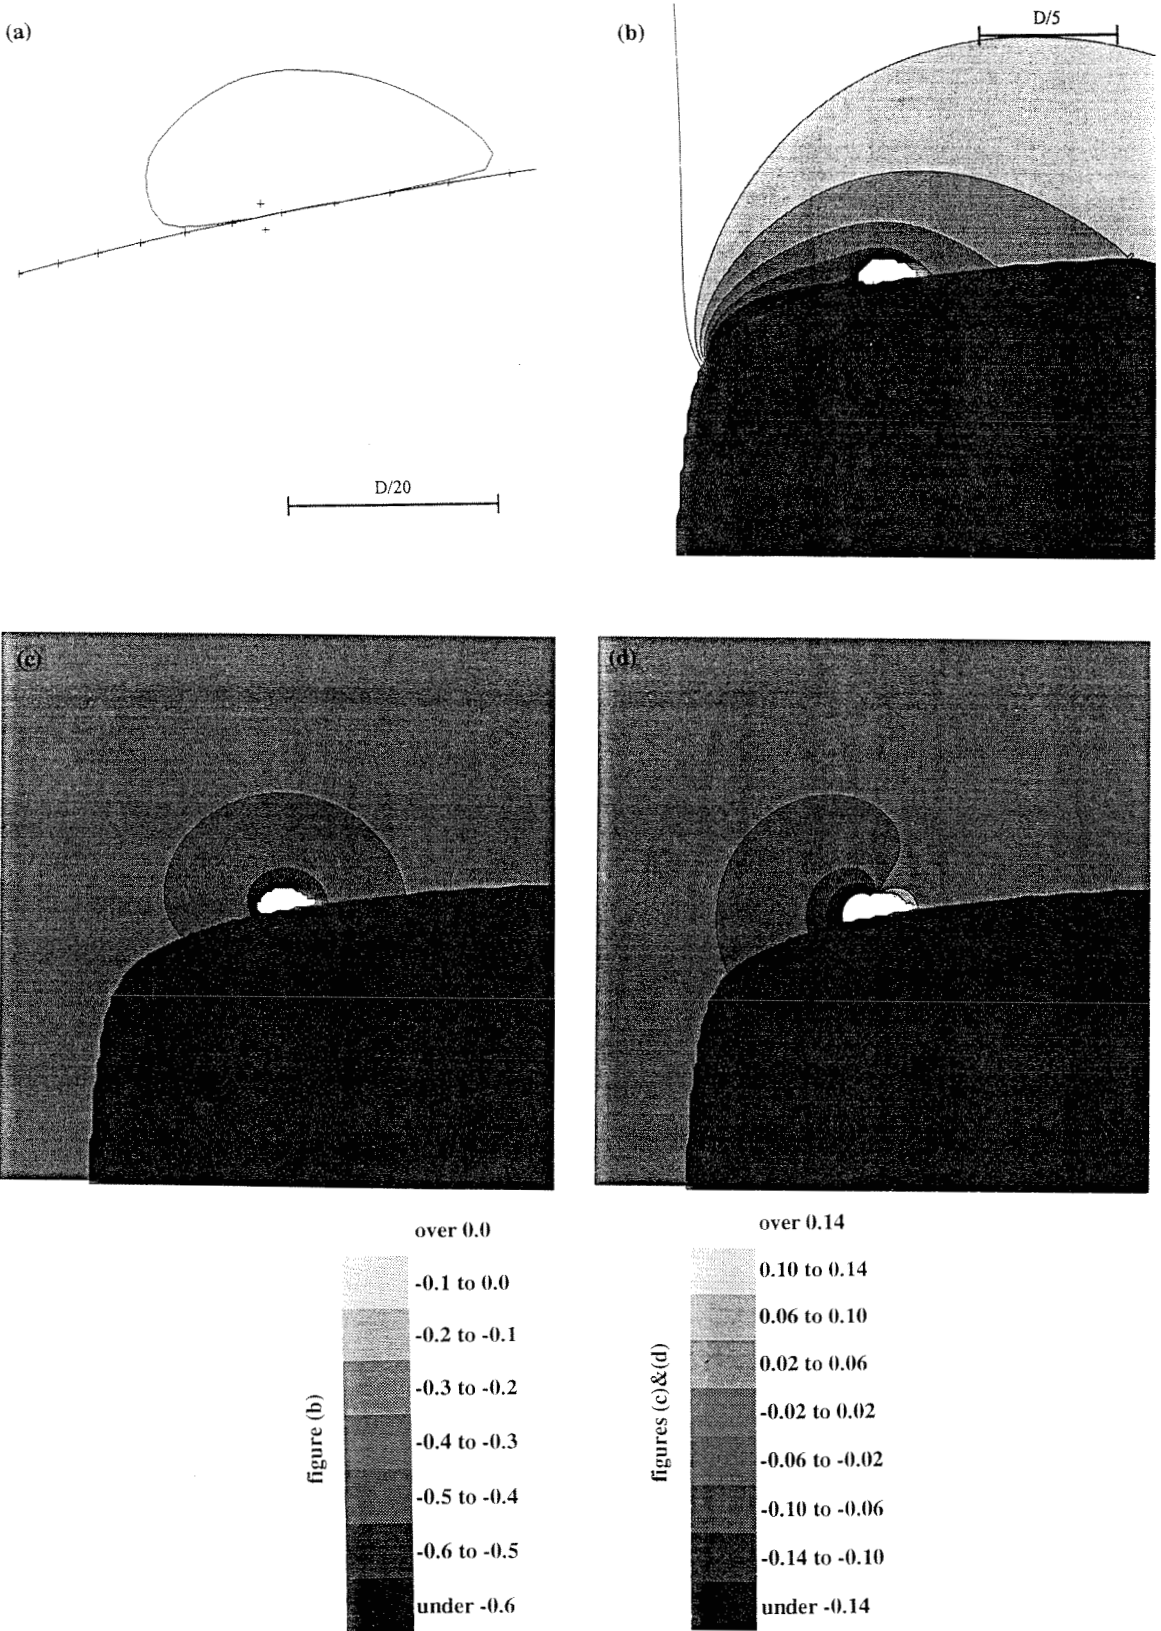 (a)
(b)
D/5
D/20
(c)
(d)
over 0.0
-0.1 to 0.0
-0.2 to -0.1
-0.3 to -0.2
-0.4 to -0.3
-0.5 to -0.4
-0.6 to -0.5
under -0.6
figure (b)
over 0.14
0.10 to 0.14
0.06 to 0.10
0.02 to 0.06
-0.02 to 0.02
-0.06 to -0.02
-0.10 to -0.06
-0.14 to -0.10
under -0.14
figures (c)&(d)